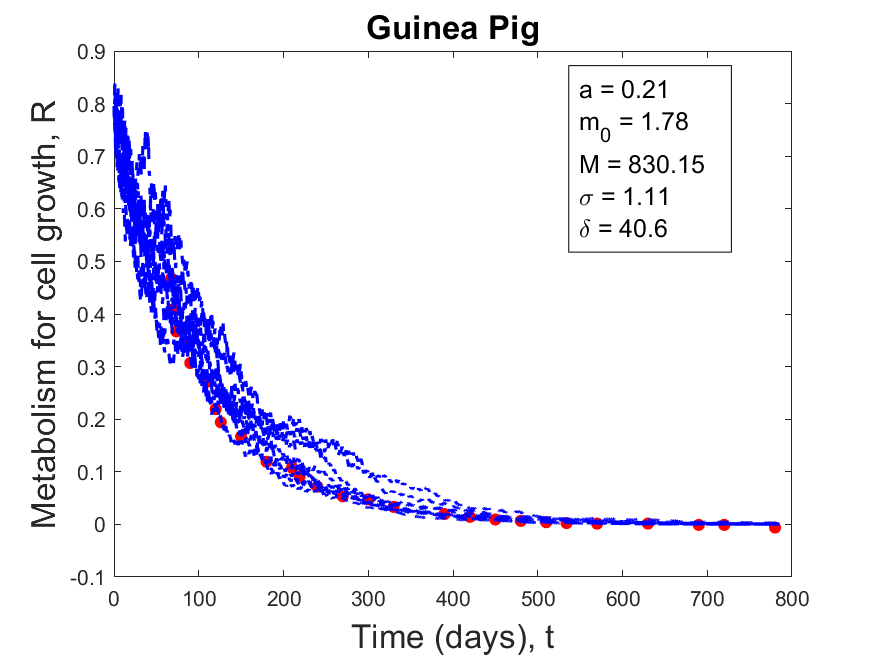 Guinea Pig
0.9
0.8
0.7
0.6
0.5
0.4
0.3
0.2
0.1
0
-0.1
Metabolism for cell growth, R
a = 0.21
m0 = 1.78
M = 830.15
σ = 1.11
δ = 40.6
0 100 200 300 400 500 600 700 800
Time (days), t